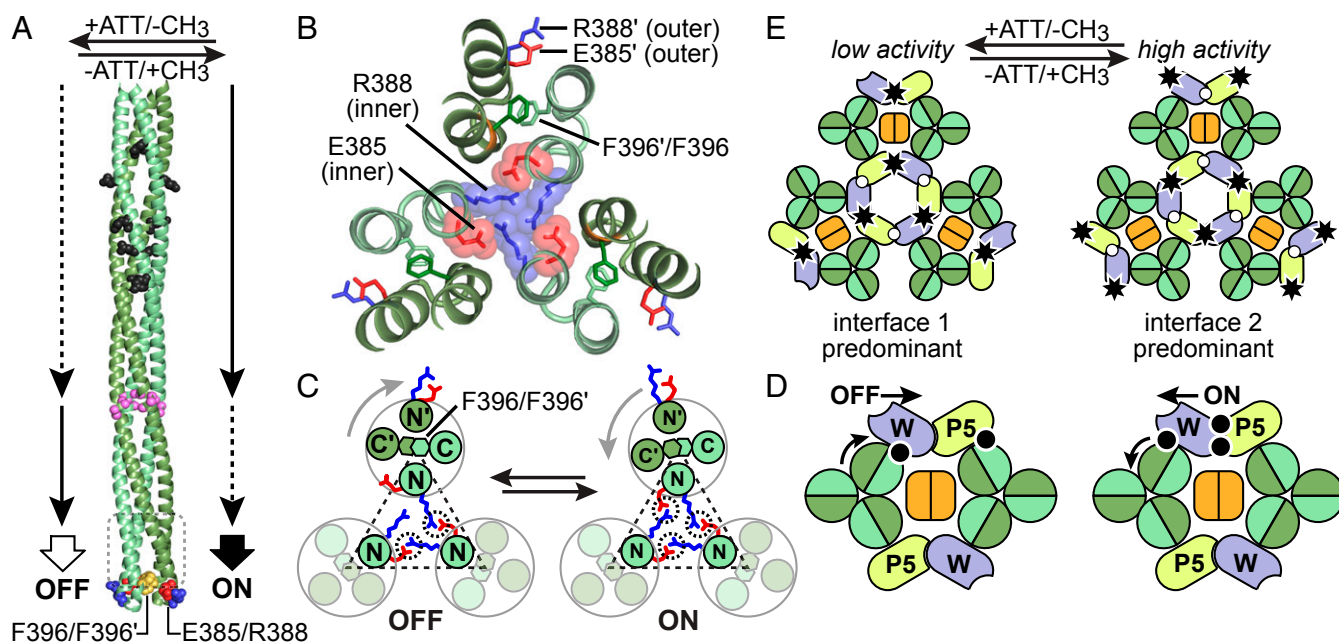 A
+ATT/-CH3
-ATT/+CH3
OFF
ON
F396/F396'
E385/R388
B
R388' (outer)
E385' (outer)
R388
(inner)
E385
(inner)
F396'/F396
C
F396/F396'
N'
C'
C
N
N
N
OFF
N'
C'
C
N
N
N
ON
E
+ATT/-CH3
-ATT/+CH3
low activity
high activity
interface 1
predominant
interface 2
predominant
D
OFF
W
P5
P5
W
ON
W
P5
P5
W